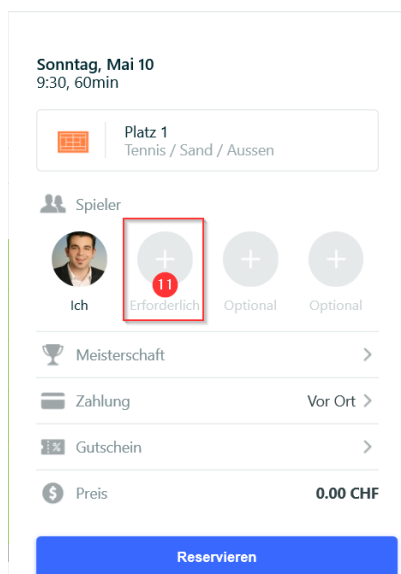 Sonntag, Mai 10
9:30, 60min
Platz 1
Tennis / Sand / Aussen
Spieler
11
Ich Erforderlich Optional Optional
Meisterschaft
Zahlung Vor Ort
Gutschein
Preis 0.00 CHF
Reservieren